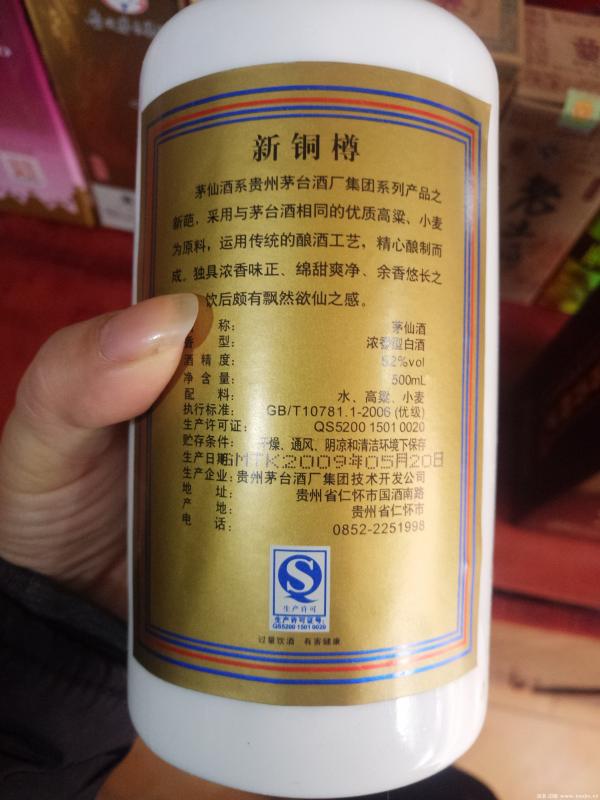 新铜樽
茅仙酒系贵州茅台酒厂集团系列产品之
新葩，采用与茅台酒相同的优质高粱、小麦
为原料，运用传统的酿酒工艺，精心酿制而
成。独具浓香味正、绵甜爽净、余香悠长之
饮后颇有飘然欲仙之感。
称： 茅仙酒
香型： 浓香型白酒
酒精度： 52%vol
净含量： 500mL
配料： 水、高粱、小麦
执行标准： GB/T10781.1-2006 (优级)
生产许可证： QS5200 1501 0020
贮存条件： 干燥、通风、阴凉和清洁环境下保存
生产日期： 2009年05月20日
生产企业：贵州茅台酒厂集团技术开发公司
地址： 贵州省仁怀市国酒南路
产地： 贵州省仁怀市
电话： 0852-2251998
生产许可
生产许可证号：
QS5200 1501 0020
过量饮酒 有害健康